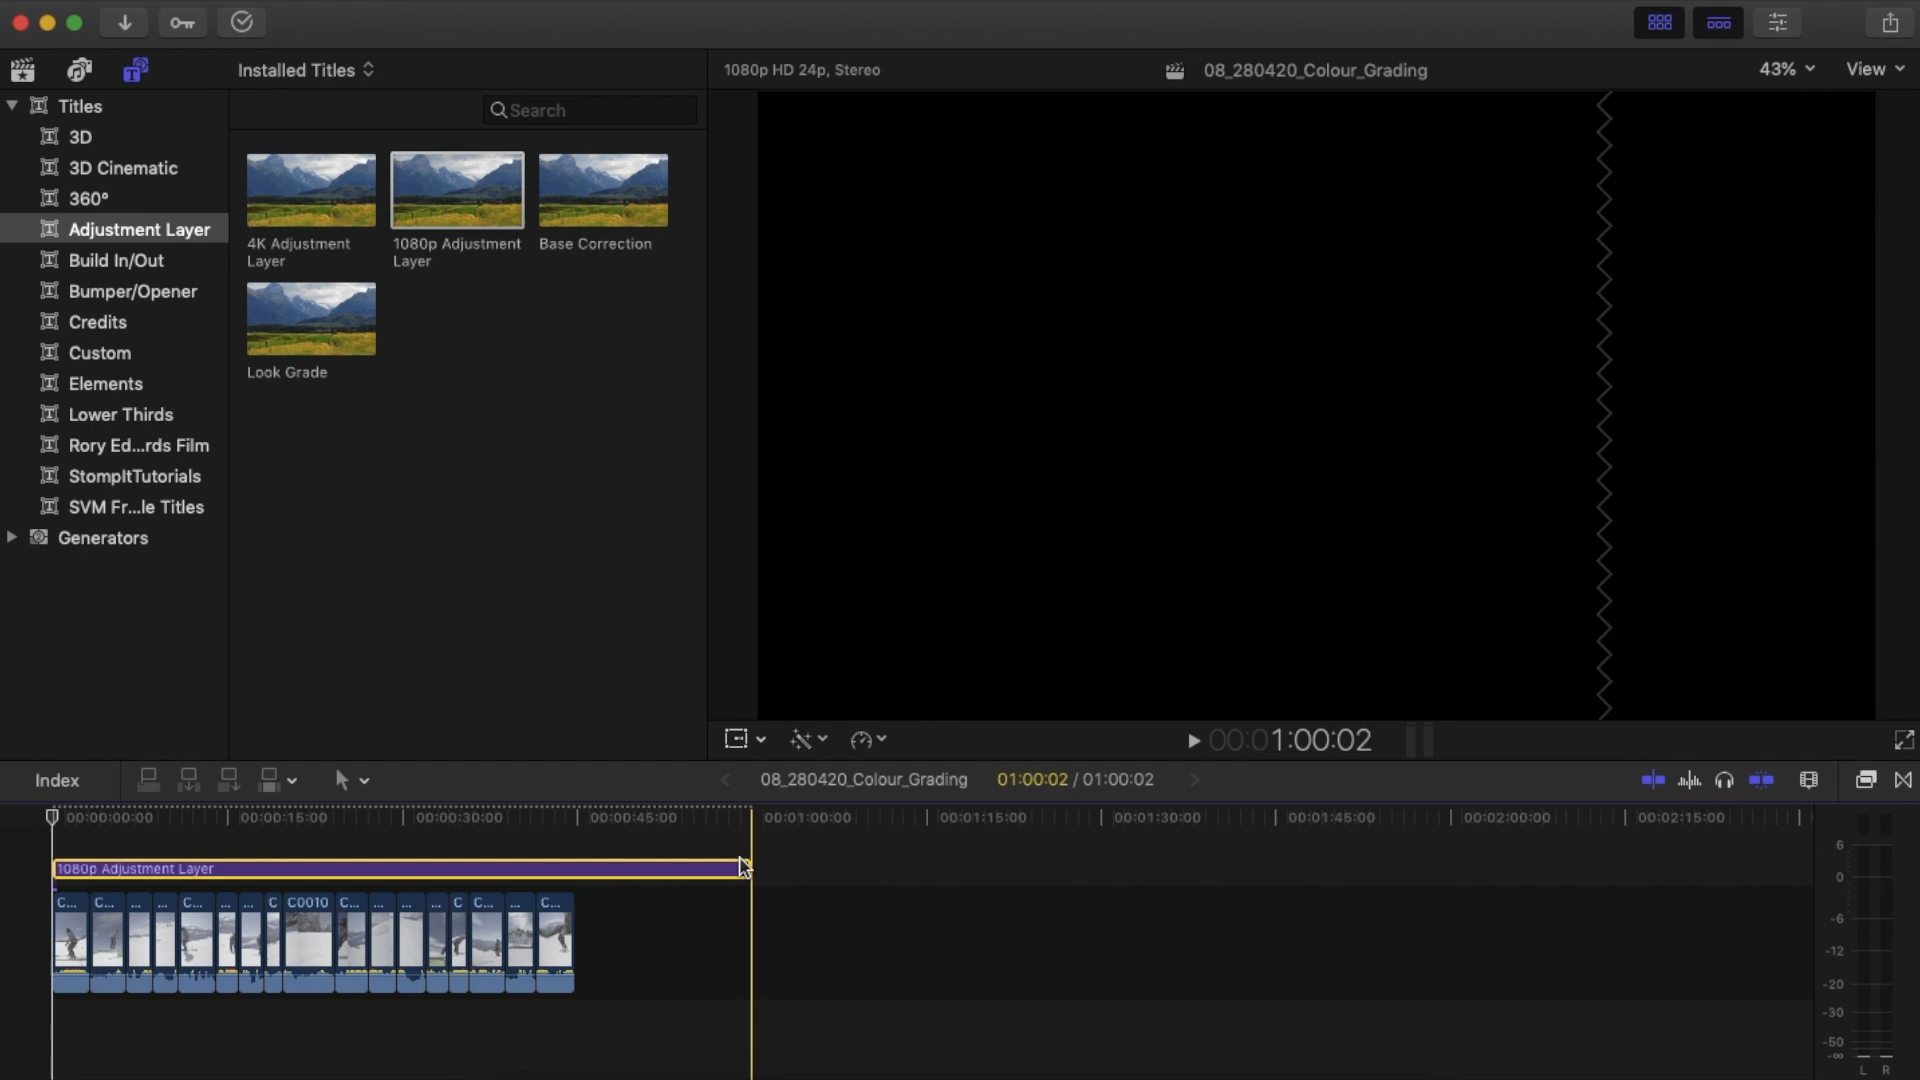 Installed Titles
1080p HD 24p, Stereo
08_280420_Colour_Grading
43%
View
Titles
Search
3D
3D Cinematic
360°
Adjustment Layer
Build In/Out
Bumper/Opener
Credits
Custom
Elements
Lower Thirds
Rory Ed...rds Film
StompItTutorials
SVM Fr...le Titles
Generators
4K Adjustment
Layer
1080p Adjustment
Layer
Base Correction
Look Grade
00:01:00:02
Index
08_280420_Colour_Grading
01:00:02 / 01:00:02
00:00:00:00
00:00:15:00
00:00:30:00
00:00:45:00
00:01:00:00
00:01:15:00
00:01:30:00
00:01:45:00
00:02:00:00
00:02:15:00
1080p Adjustment Layer
C... C... ... ... C... ... ... C C0010 C... ... ... ... C C... ... C...
6
0
-6
-12
-20
-30
-50
-∞
L R